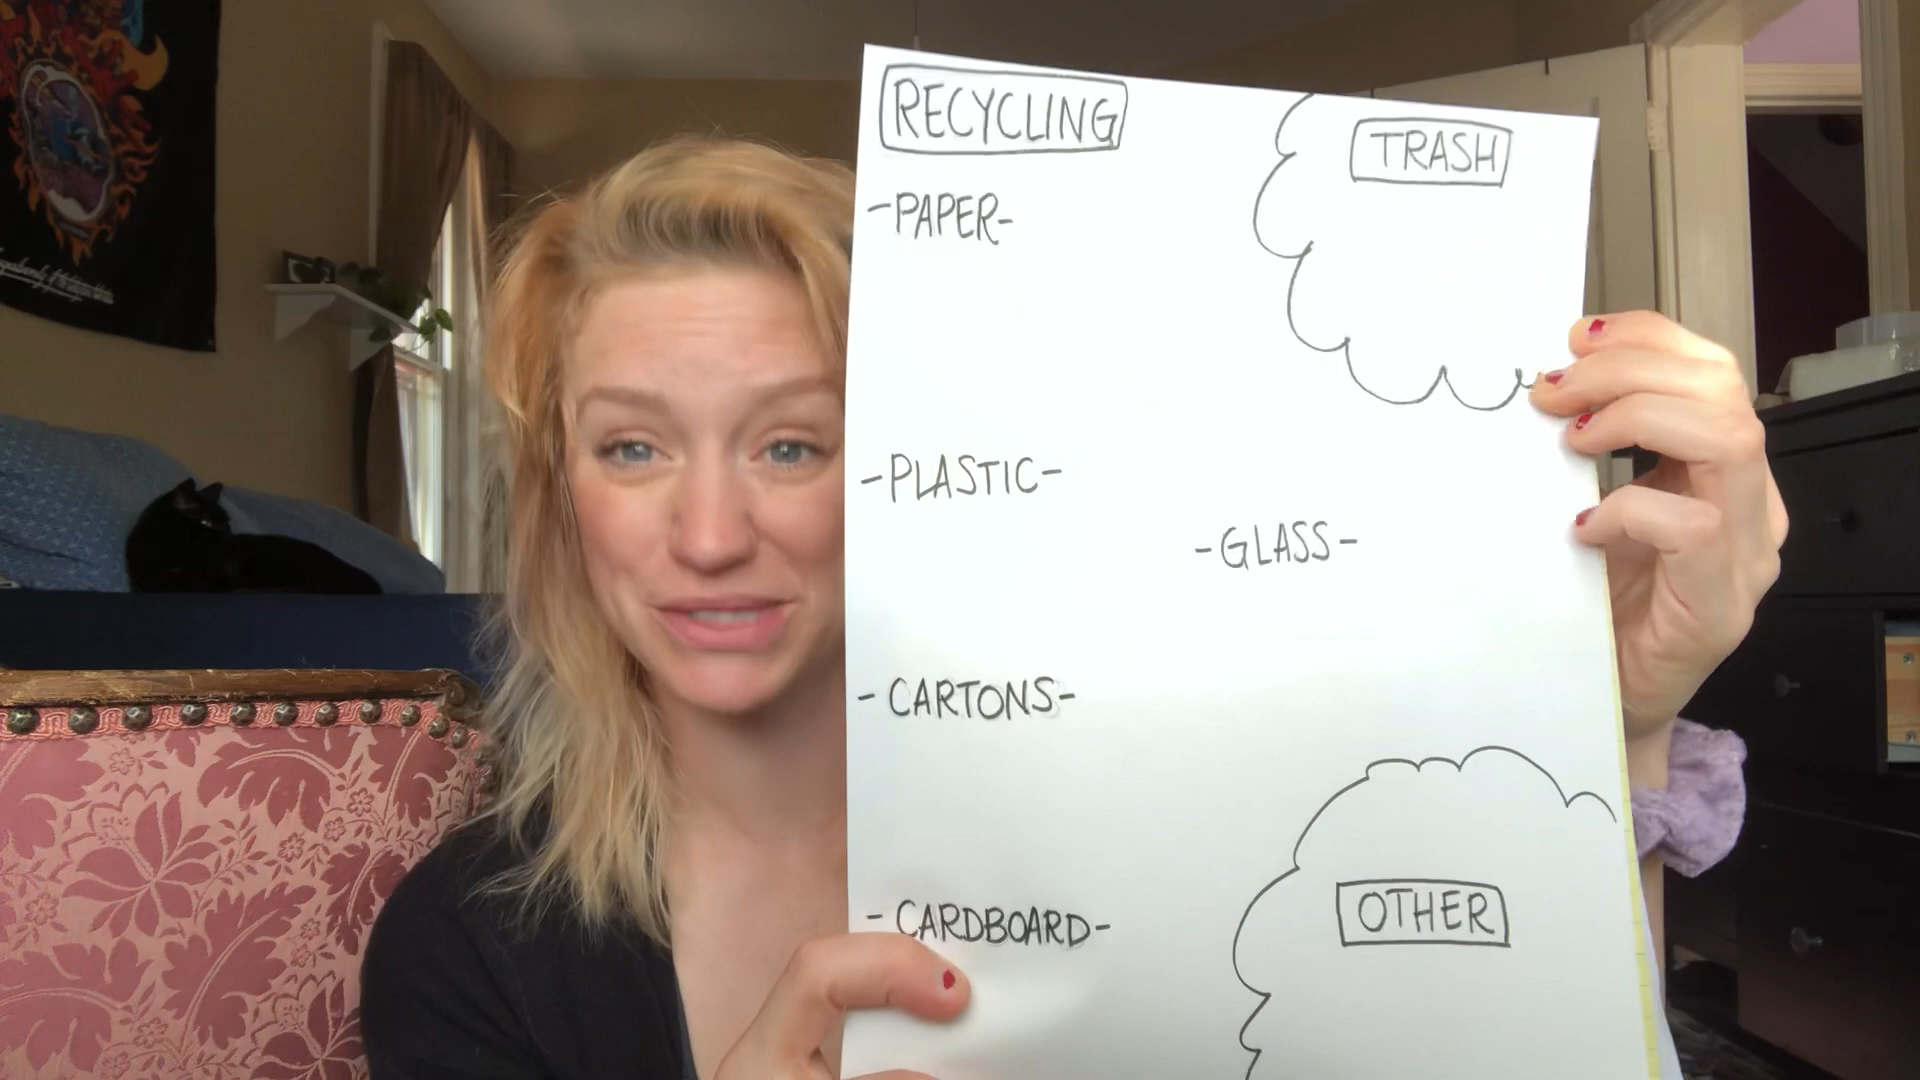 RECYCLING
TRASH
-PAPER-
-PLASTIC-
-GLASS-
-CARTONS-
-CARDBOARD-
OTHER